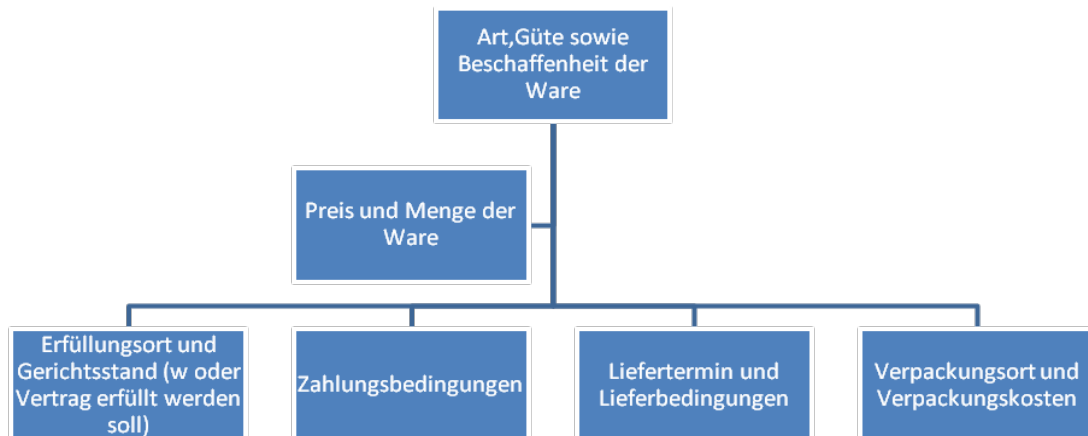 Art,Güte sowie
Beschaffenheit der
Ware
Preis und Menge der
Ware
Erfüllungsort und
Gerichtsstand (w oder
Vertrag erfüllt werden
soll)
Zahlungsbedingungen
Liefertermin und
Lieferbedingungen
Verpackungsort und
Verpackungskosten